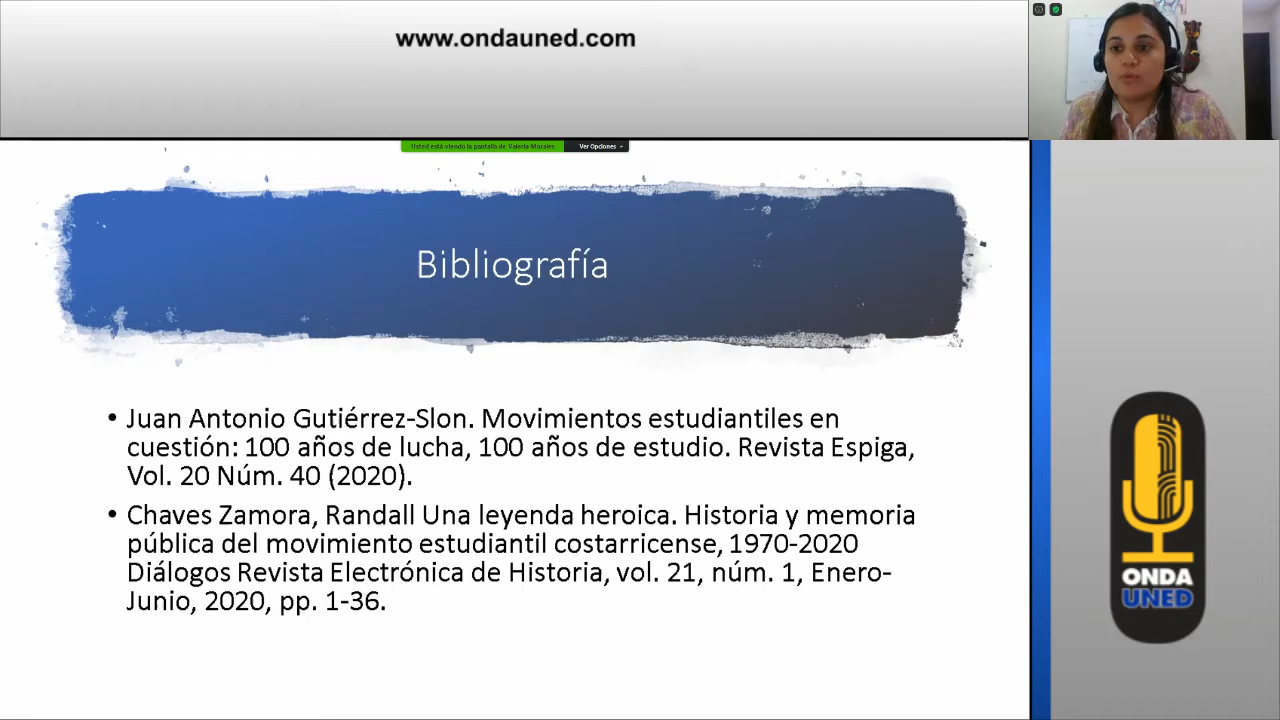 www.ondauned.com
Usted está viendo la pantalla de Valeria Morales
Ver Opciones
Bibliografía
• Juan Antonio Gutiérrez-Slon. Movimientos estudiantiles en
cuestión: 100 años de lucha, 100 años de estudio. Revista Espiga,
Vol. 20 Núm. 40 (2020).
• Chaves Zamora, Randall Una leyenda heroica. Historia y memoria
pública del movimiento estudiantil costarricense, 1970-2020
Diálogos Revista Electrónica de Historia, vol. 21, núm. 1, Enero-
Junio, 2020, pp. 1-36.
ONDA
UNED